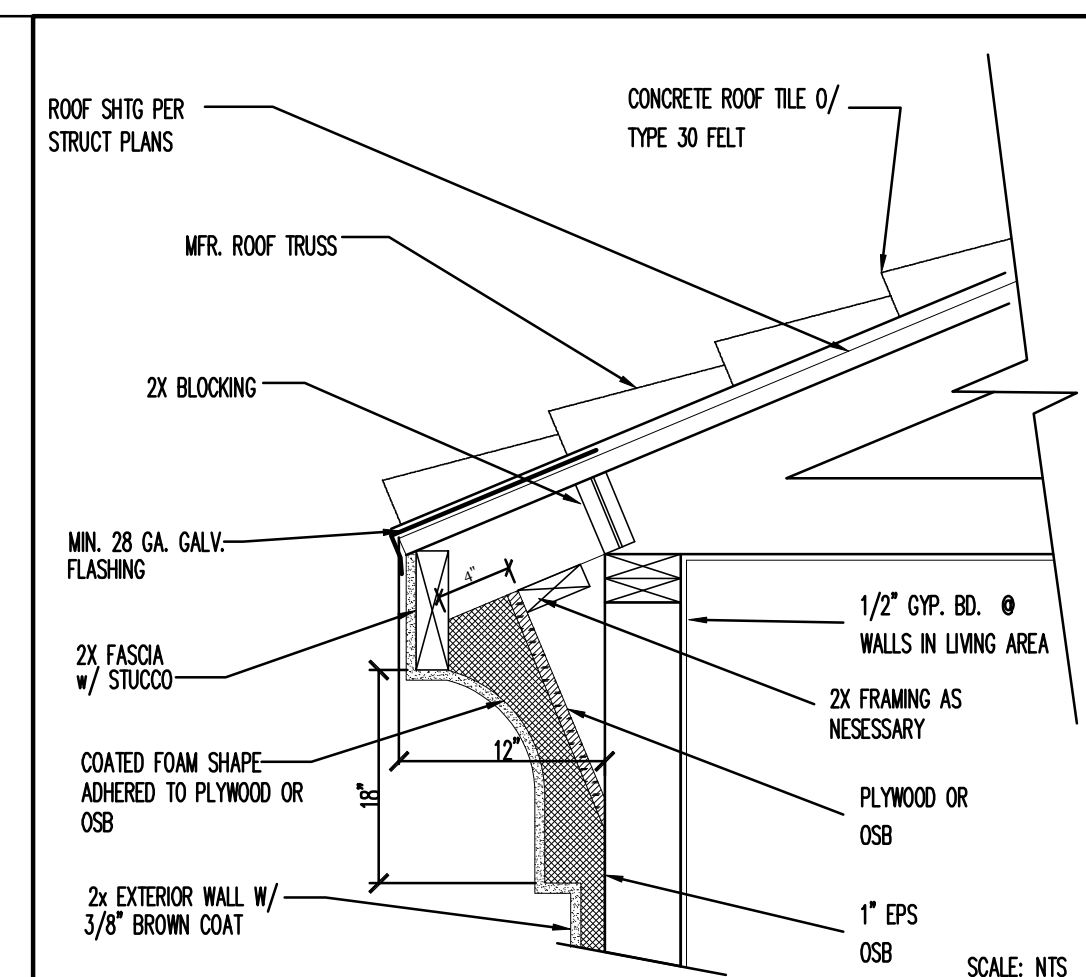 ROOF SHTG PER
STRUCT PLANS
CONCRETE ROOF TILE O/
TYPE 30 FELT
MFR. ROOF TRUSS
2X BLOCKING
MIN. 28 GA. GALV.
FLASHING
4"
1/2" GYP. BD. @
WALLS IN LIVING AREA
2X FASCIA
w/ STUCCO
2X FRAMING AS
NESESSARY
12"
18"
COATED FOAM SHAPE
ADHERED TO PLYWOOD OR
OSB
PLYWOOD OR
OSB
2x EXTERIOR WALL W/
3/8" BROWN COAT
1" EPS
OSB
SCALE: NTS